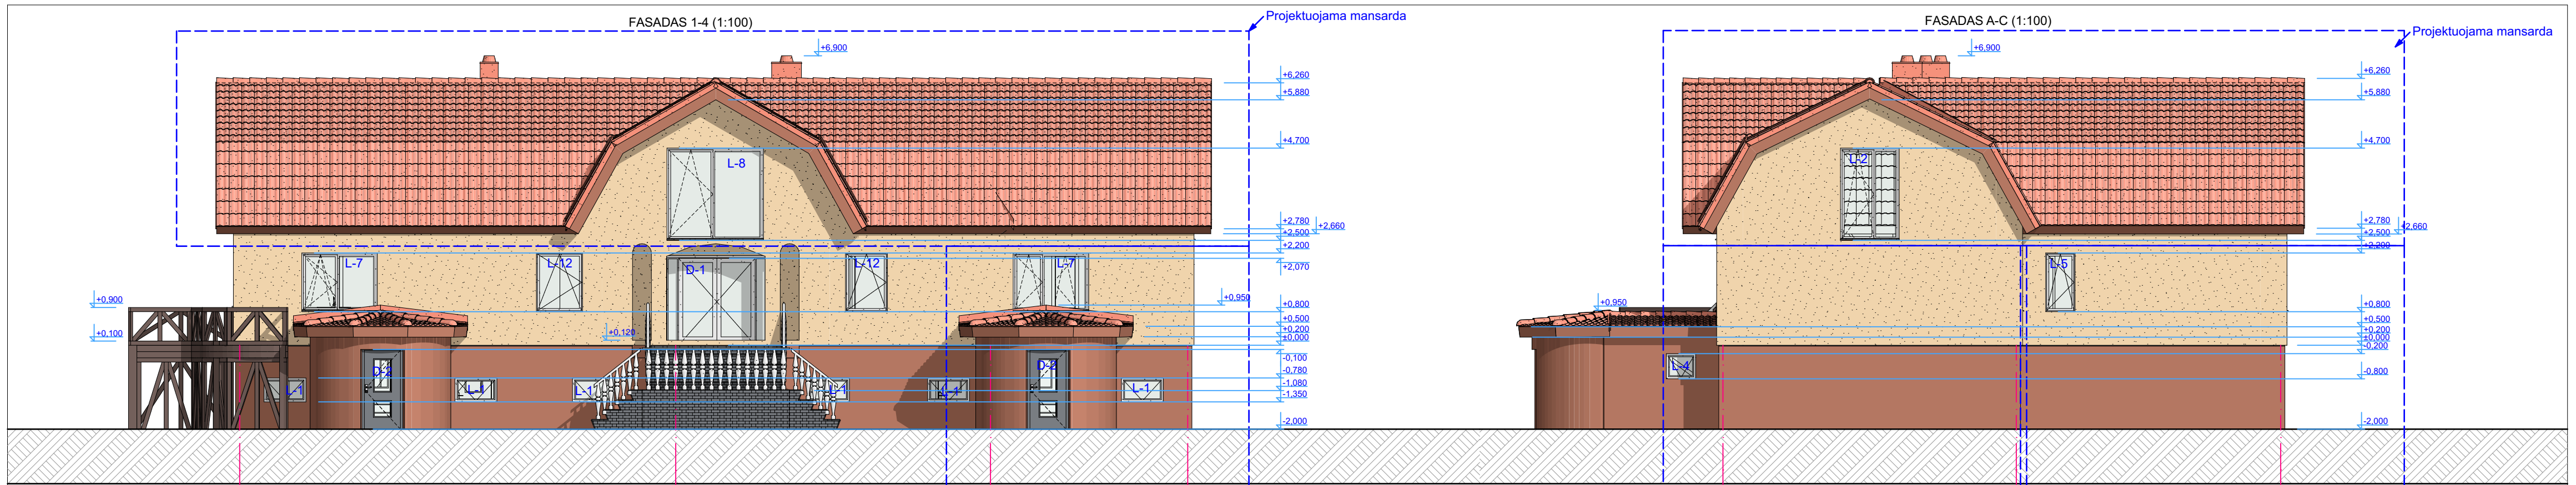 FASADAS 1-4 (1:100)
Projektuojama mansarda
+6,900
+6,260
+5,880
+4,700
+2,780
+2,500
+2,660
+2,200
+2,070
+0,950
+0,800
+0,500
+0,200
±0,000
-0,100
-0,780
-1,080
-1,350
-2,000
+0,900
+0,100
+0,120
L-8
L-7
L-12
D-1
L-12
L-7
L-1
D-2
L-1
L-1
L-1
L-1
D-2
L-1
FASADAS A-C (1:100)
Projektuojama mansarda
+6,900
+6,260
+5,880
+4,700
+2,780
+2,500
+2,660
+2,200
+0,950
+0,800
+0,500
+0,200
±0,000
-0,200
-0,800
-2,000
L-2
L-5
L-4